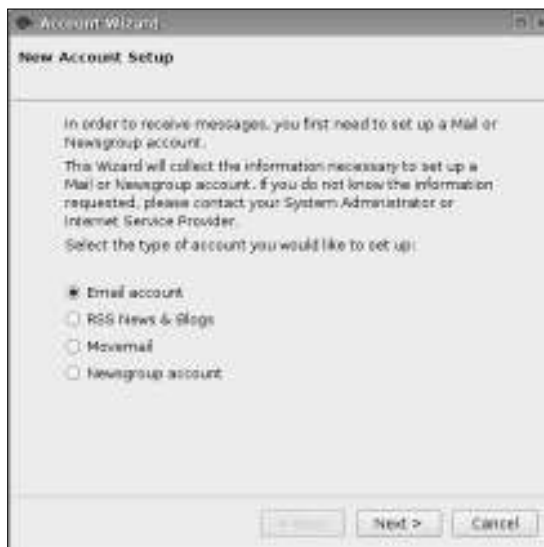 Account Wizard
New Account Setup
In order to receive messages, you first need to set up a Mail or
Newsgroup account.
This Wizard will collect the information necessary to set up a
Mail or Newsgroup account. If you do not know the information
requested, please contact your System Administrator or
Internet Service Provider.
Select the type of account you would like to set up:
Email account
RSS News & Blogs
Movemail
Newsgroup account
Next >
Cancel